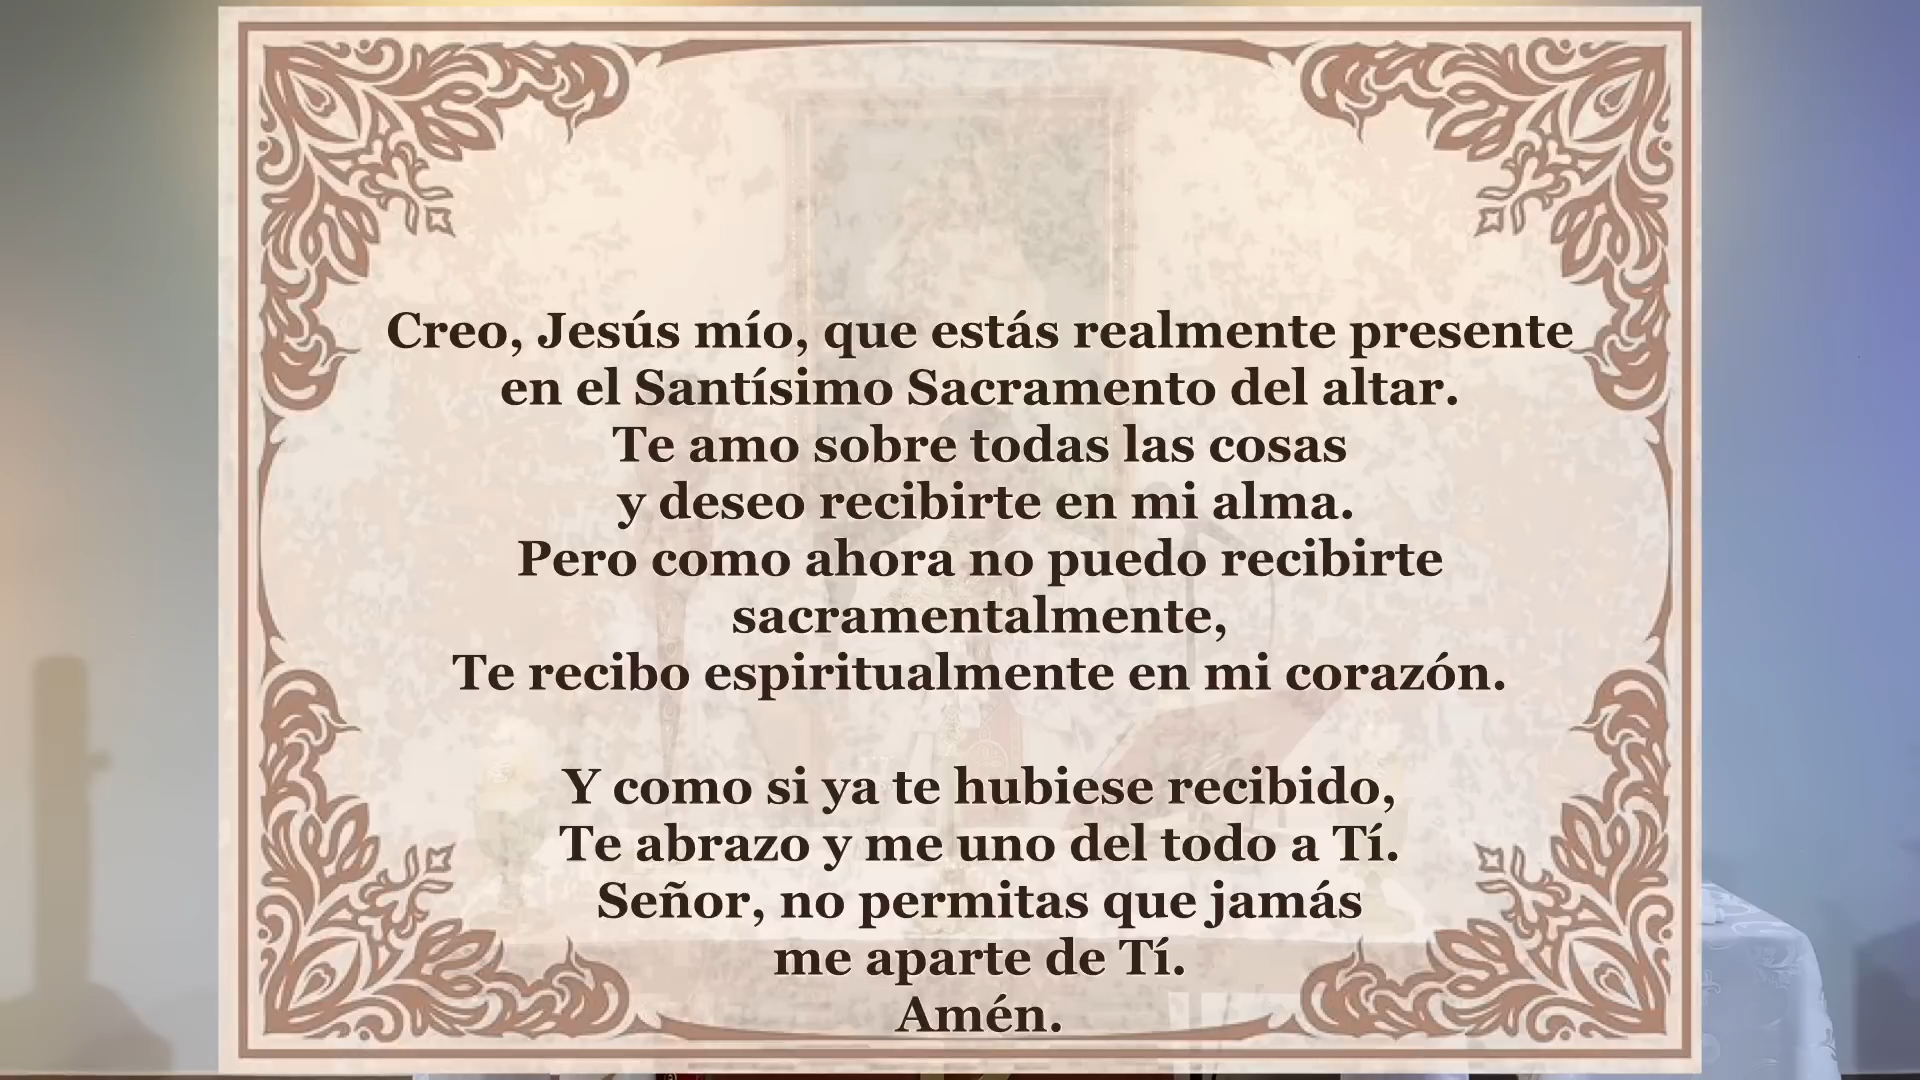 Creo, Jesús mío, que estás realmente presente
en el Santísimo Sacramento del altar.
Te amo sobre todas las cosas
y deseo recibirte en mi alma.
Pero como ahora no puedo recibirte
sacramentalmente,
Te recibo espiritualmente en mi corazón.
Y como si ya te hubiese recibido,
Te abrazo y me uno del todo a Tí.
Señor, no permitas que jamás
me aparte de Tí.
Amén.